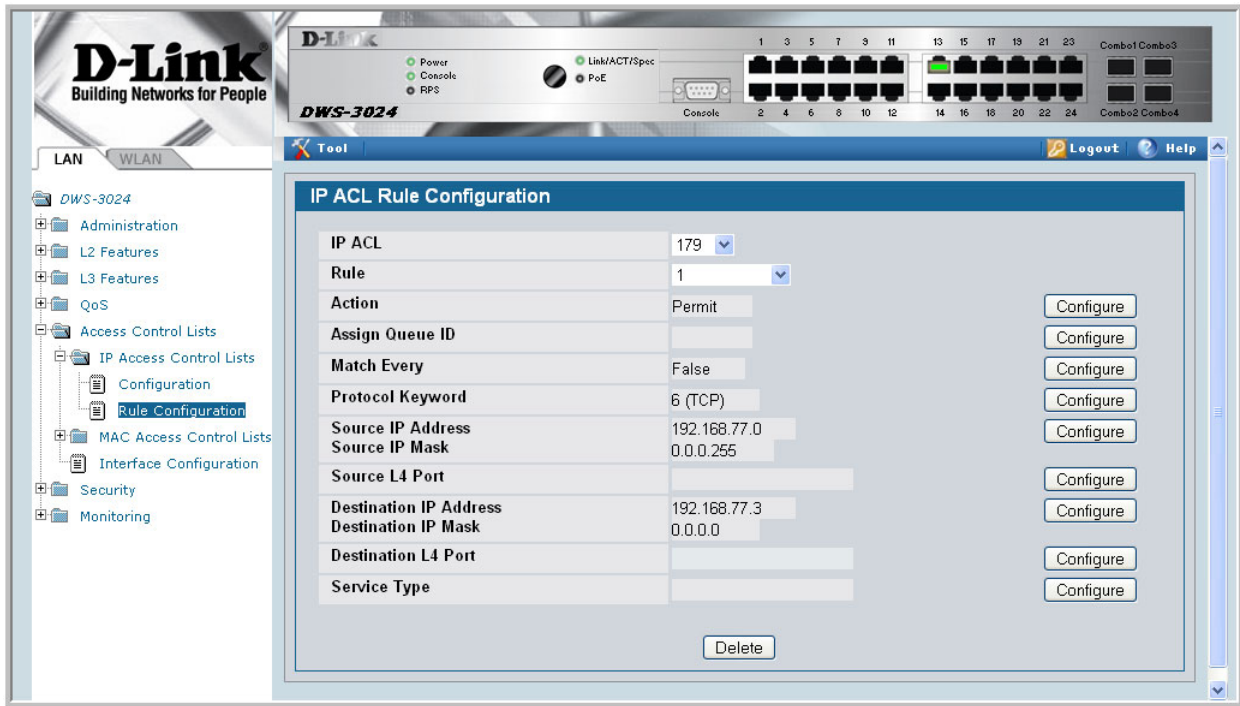 D-Link
Building Networks for People
D-Link
Power
Console
RPS
Link/ACT/Spec
PoE
DWS-3024
Console
1 3 5 7 9 11 13 15 17 19 21 23
2 4 6 8 10 12 14 16 18 20 22 24
Combo1 Combo3
Combo2 Combo4
LAN WLAN
Tool
Logout Help
DWS-3024
Administration
L2 Features
L3 Features
QoS
Access Control Lists
IP Access Control Lists
Configuration
Rule Configuration
MAC Access Control Lists
Interface Configuration
Security
Monitoring
IP ACL Rule Configuration
IP ACL 179
Rule 1
Action Permit Configure
Assign Queue ID Configure
Match Every False Configure
Protocol Keyword 6 (TCP) Configure
Source IP Address 192.168.77.0 Configure
Source IP Mask 0.0.0.255
Source L4 Port Configure
Destination IP Address 192.168.77.3 Configure
Destination IP Mask 0.0.0.0
Destination L4 Port Configure
Service Type Configure
Delete